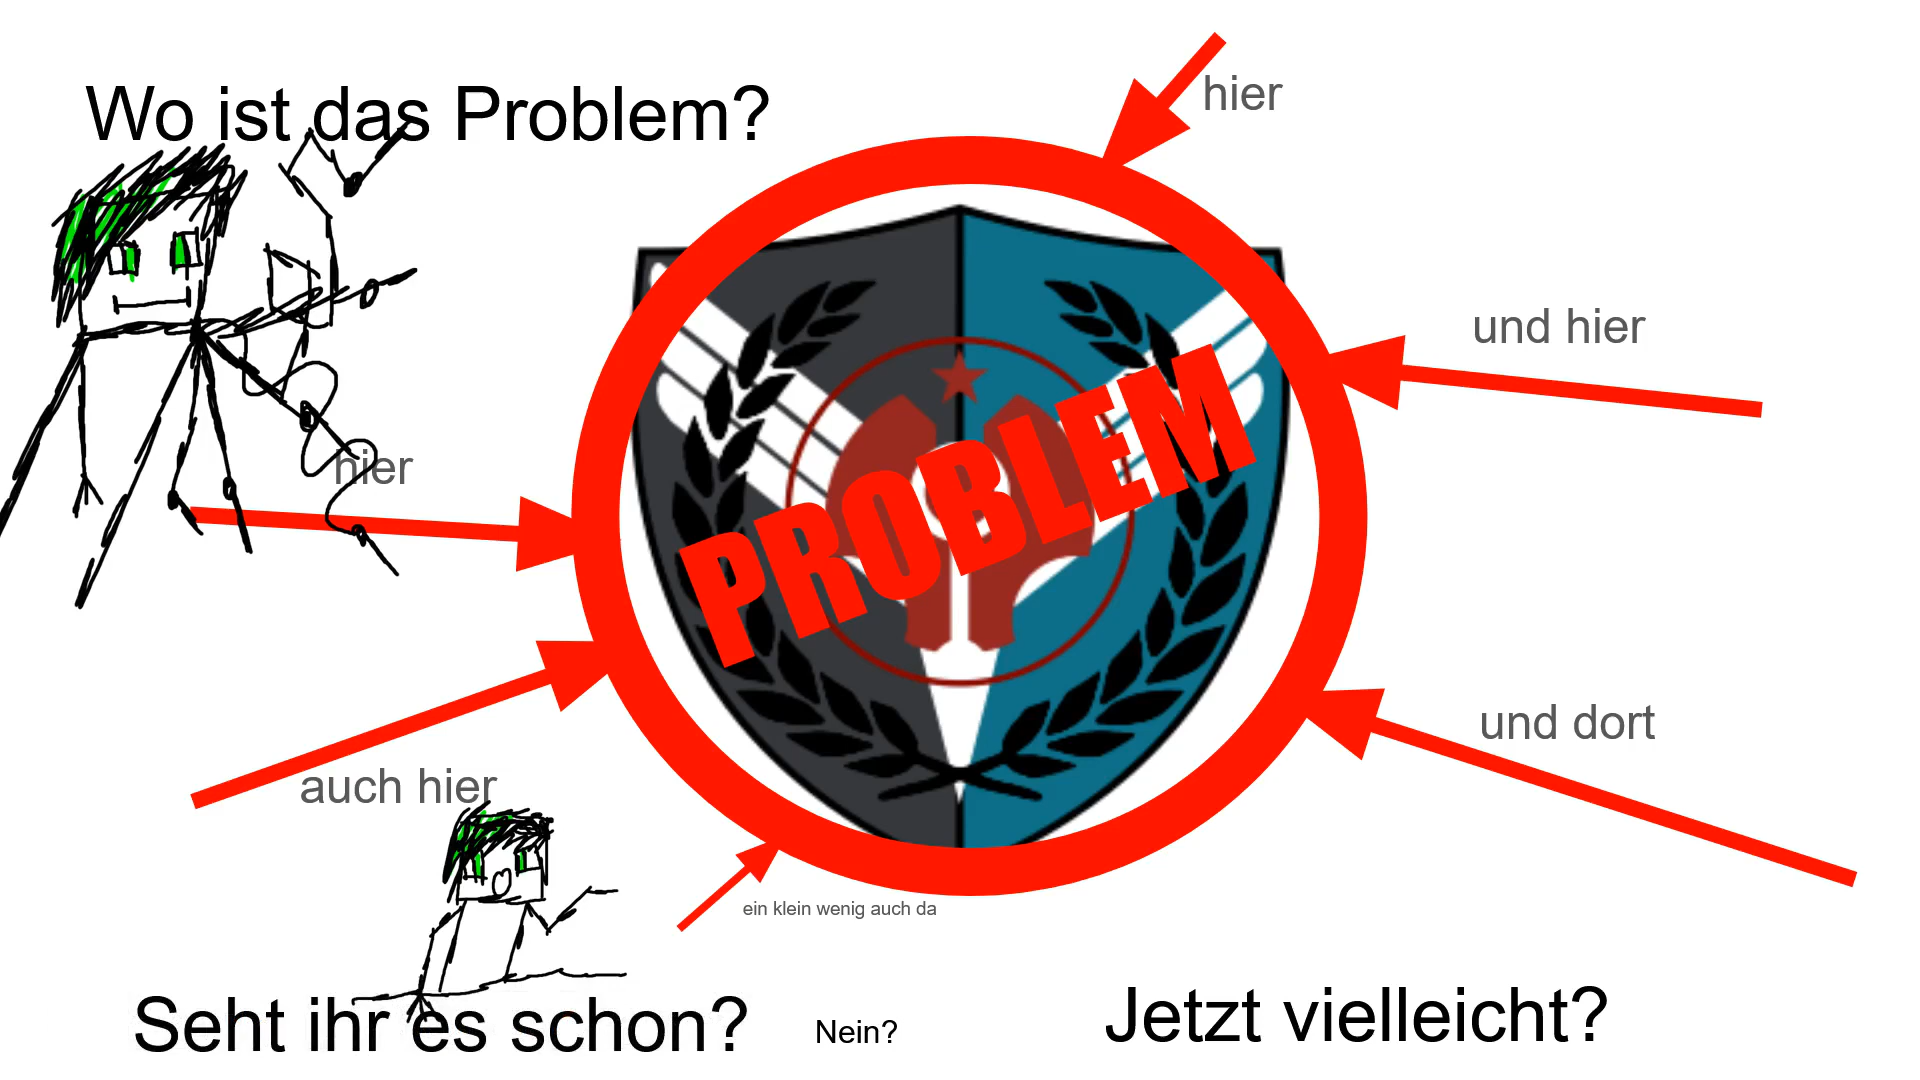 Wo ist das Problem?
hier
und hier
PROBLEM
hier
und dort
auch hier
ein klein wenig auch da
Seht ihr es schon?
Nein?
Jetzt vielleicht?